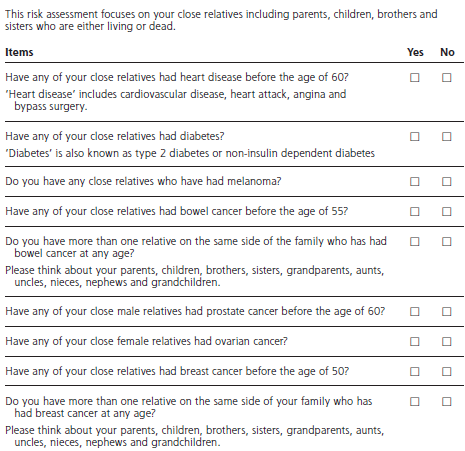 This risk assessment focuses on your close relatives including parents, children, brothers and
sisters who are either living or dead.
Items Yes No
Have any of your close relatives had heart disease before the age of 60?
‘Heart disease’ includes cardiovascular disease, heart attack, angina and
bypass surgery.
Have any of your close relatives had diabetes?
‘Diabetes’ is also known as type 2 diabetes or non-insulin dependent diabetes
Do you have any close relatives who have had melanoma?
Have any of your close relatives had bowel cancer before the age of 55?
Do you have more than one relative on the same side of the family who has had
bowel cancer at any age?
Please think about your parents, children, brothers, sisters, grandparents, aunts,
uncles, nieces, nephews and grandchildren.
Have any of your close male relatives had prostate cancer before the age of 60?
Have any of your close female relatives had ovarian cancer?
Have any of your close relatives had breast cancer before the age of 50?
Do you have more than one relative on the same side of your family who has
had breast cancer at any age?
Please think about your parents, children, brothers, sisters, grandparents, aunts,
uncles, nieces, nephews and grandchildren.